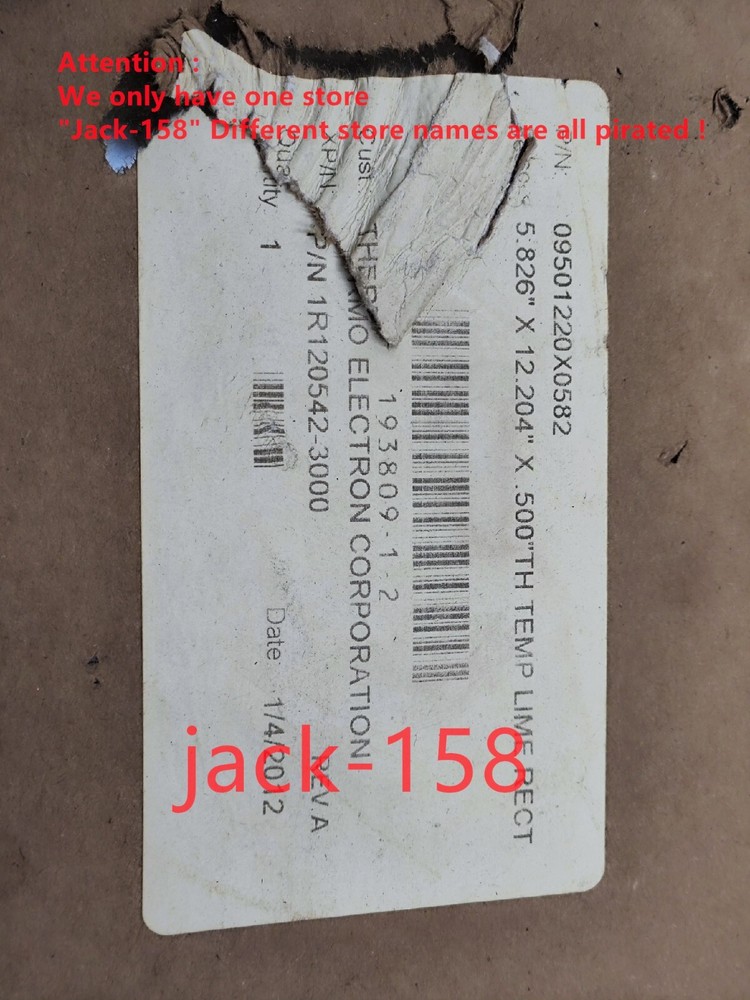 Attention :
We only have one store
"Jack-158" Different store names are all pirated !
P/N: 09501220X0582
5.826" X 12.204" X .500"TH TEMP LIME RECT
193809-1-2
Cust: THERMO ELECTRON CORPORATION
XP/N: P/N 1R120542-3000 REV.A
Quantity: 1 Date: 1/4/2012
jack-158